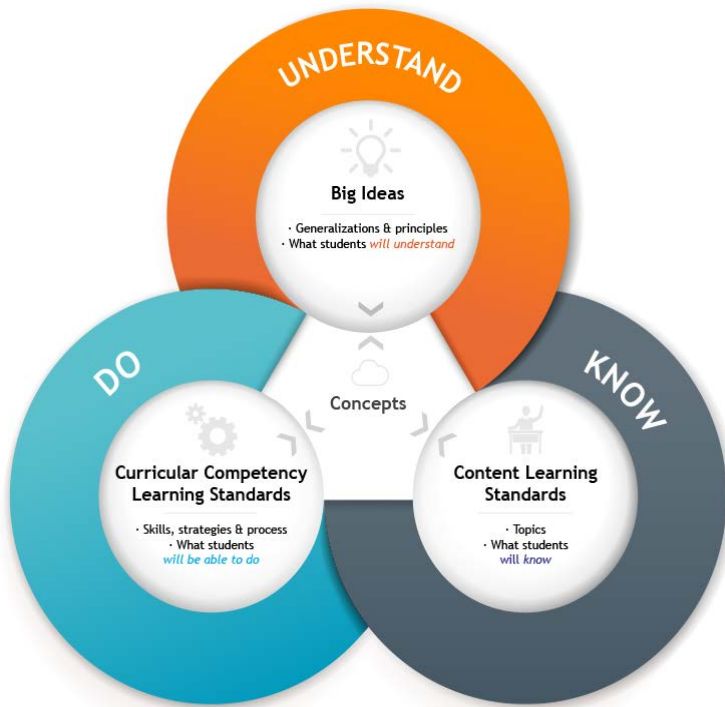 UNDERSTAND
Big Ideas
· Generalizations & principles
· What students will understand
DO
KNOW
Concepts
Curricular Competency
Learning Standards
· Skills, strategies & process
· What students
will be able to do
Content Learning
Standards
· Topics
· What students
will know